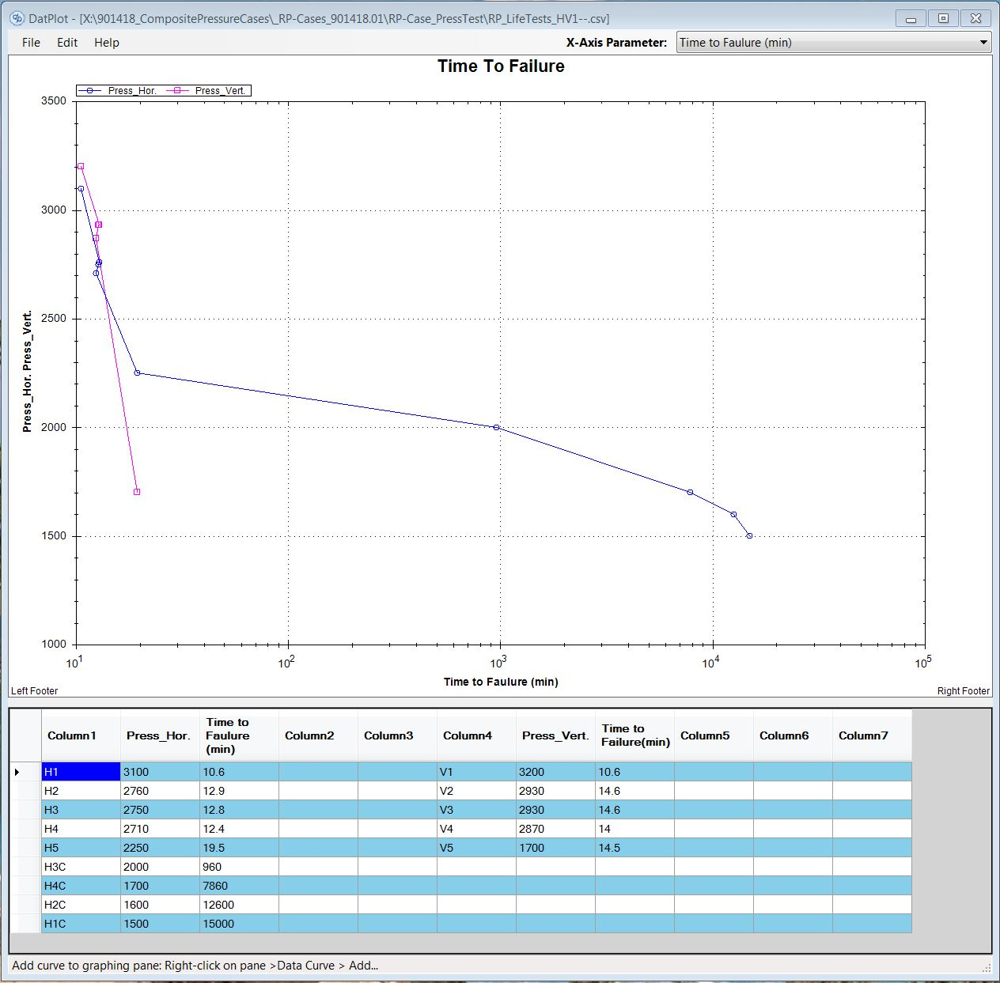 DatPlot - [X:\901418_CompositePressureCases\_RP-Cases_901418.01\RP-Case_PressTest\RP_LifeTests_HV1--.csv]
File Edit Help X-Axis Parameter: Time to Faulure (min)
Time To Failure
Press_Hor. Press_Vert.
3500
3000
2500
2000
1500
1000
Press_Hor. Press_Vert.
10^1 10^2 10^3 10^4 10^5
Time to Faulure (min)
Left Footer Right Footer
Column1 Press_Hor. Time to Faulure (min) Column2 Column3 Column4 Press_Vert. Time to Failure(min) Column5 Column6 Column7
H1 3100 10.6 V1 3200 10.6
H2 2760 12.9 V2 2930 14.6
H3 2750 12.8 V3 2930 14.6
H4 2710 12.4 V4 2870 14
H5 2250 19.5 V5 1700 14.5
H3C 2000 960
H4C 1700 7860
H2C 1600 12600
H1C 1500 15000
Add curve to graphing pane: Right-click on pane >Data Curve > Add...